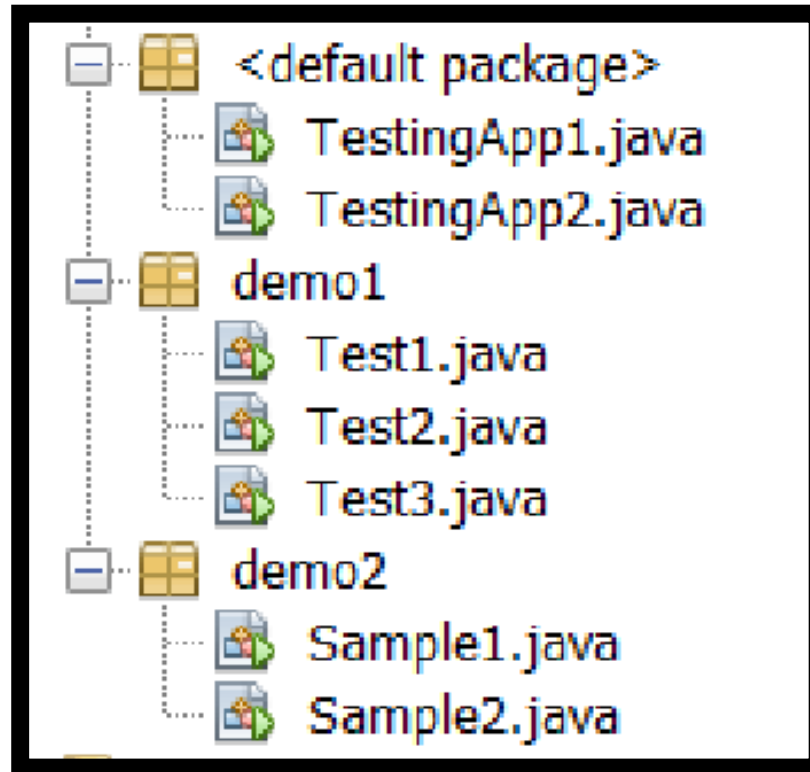 <default package>
TestingApp1.java
TestingApp2.java
demo1
Test1.java
Test2.java
Test3.java
demo2
Sample1.java
Sample2.java